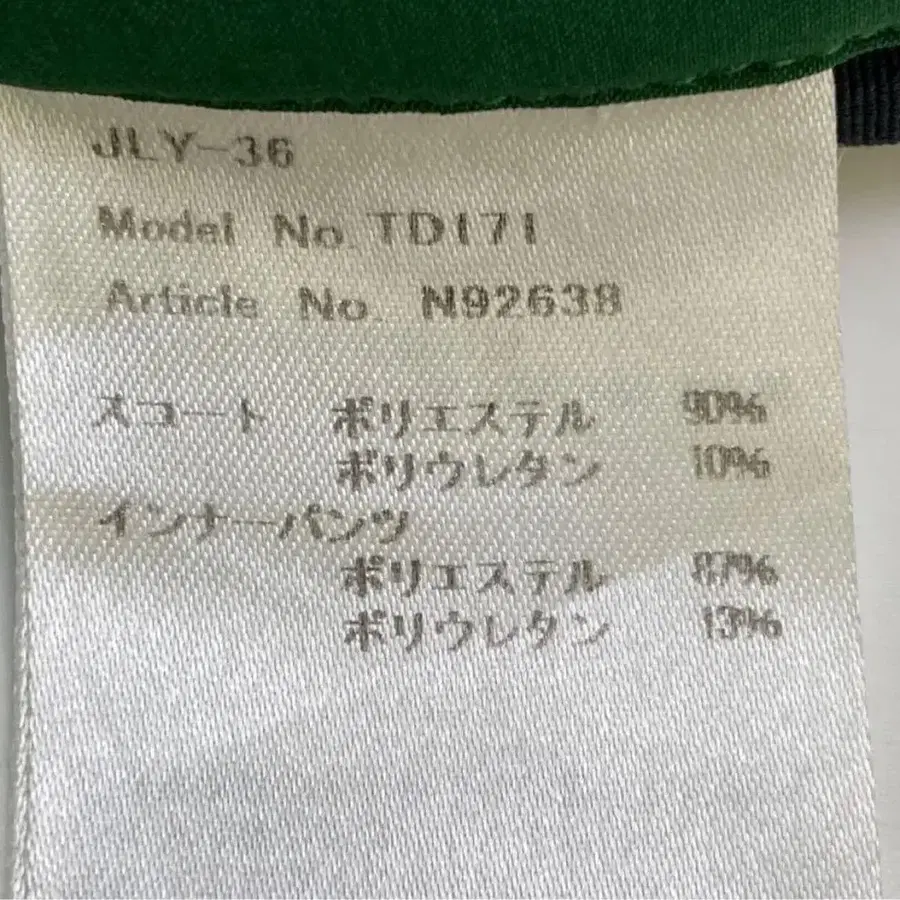 JLY-36
Model No. TD171
Article No. N92638
スコート ポリエステル 90%
ポリウレタン 10%
インナーパンツ
ポリエステル 87%
ポリウレタン 13%